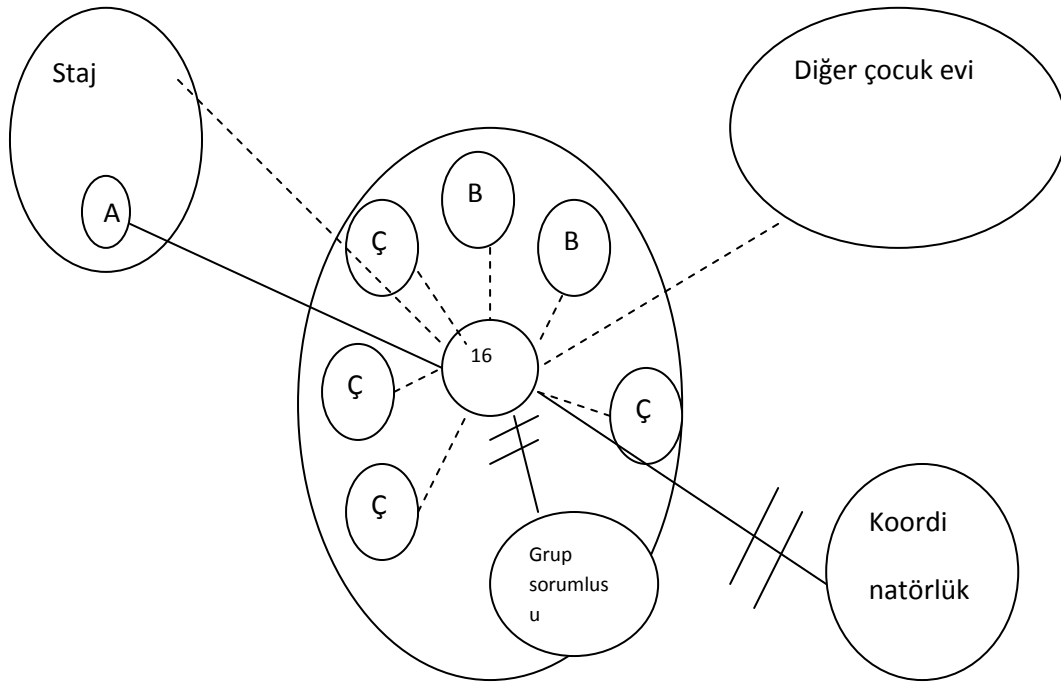 Staj
Diğer çocuk evi
A
B
Ç
B
16
Ç
Ç
Ç
Grup
sorumlus
u
Koordi
natörlük